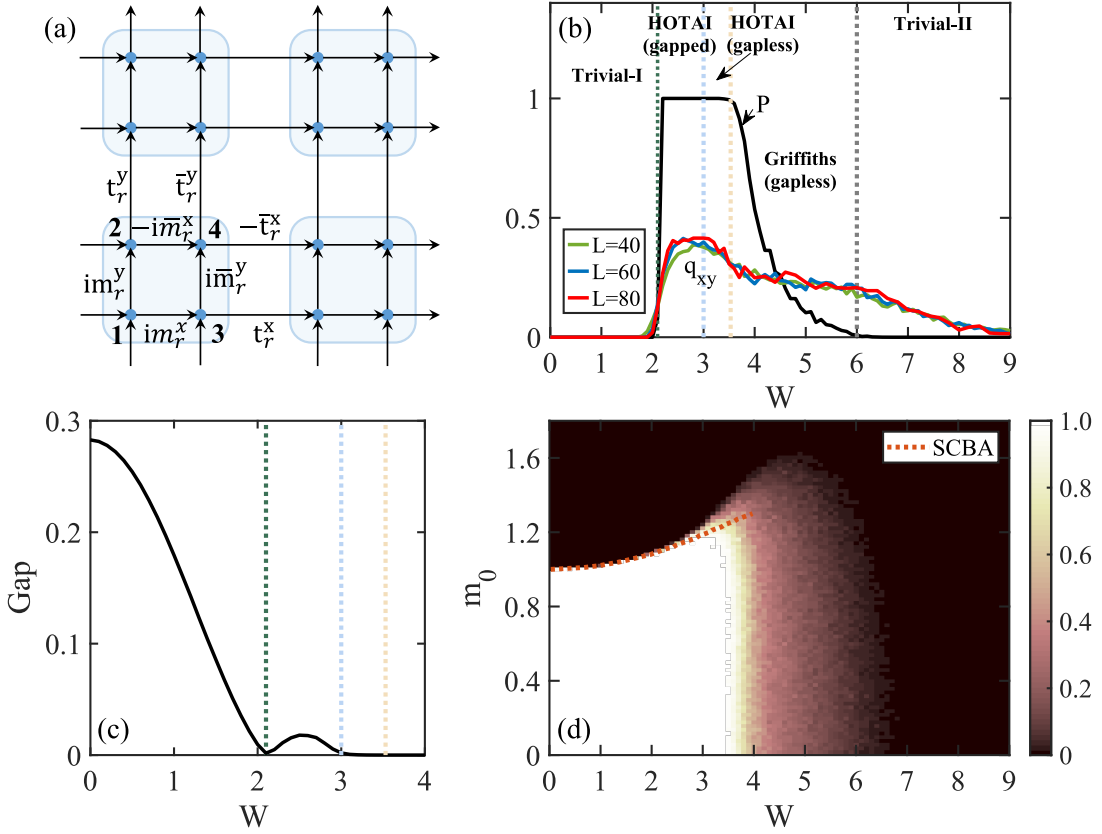 (a)
t_r^y
t̄_r^y
2 −im̄_r^x 4 −t̄_r^x
im_r^y
im̄_r^y
1 im_r^x 3 t_r^x
(b)
HOTAI
(gapped)
HOTAI
(gapless)
Trivial-II
Trivial-I
P
Griffiths
(gapless)
L=40
L=60
L=80
q_xy
1
0.5
0
0 1 2 3 4 5 6 7 8 9
W
(c)
0.3
0.2
0.1
0
Gap
0 1 2 3 4
W
(d)
SCBA
1.6
1.2
0.8
0.4
0
m_0
0 1 2 3 4 5 6 7 8 9
W
1.0
0.8
0.6
0.4
0.2
0